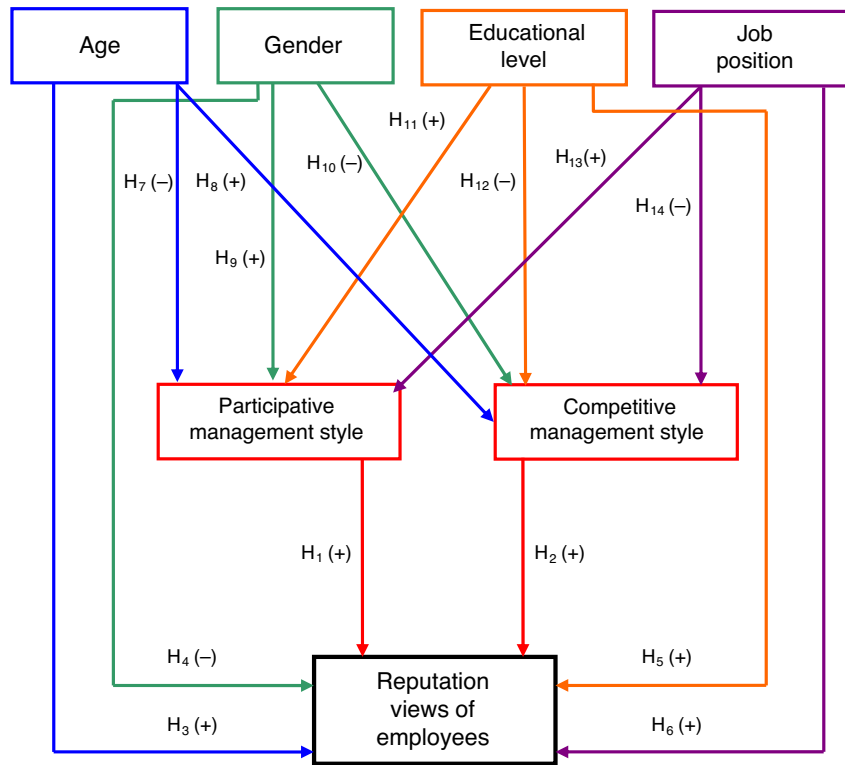 Age
Gender
Educational
level
Job
position
H₁₁ (+)
H₁₀ (–)
H₁₃(+)
H₇ (–)
H₈ (+)
H₁₂ (–)
H₁₄ (–)
H₉ (+)
Participative
management style
Competitive
management style
H₁ (+)
H₂ (+)
H₄ (–)
H₅ (+)
Reputation
views of
employees
H₃ (+)
H₆ (+)